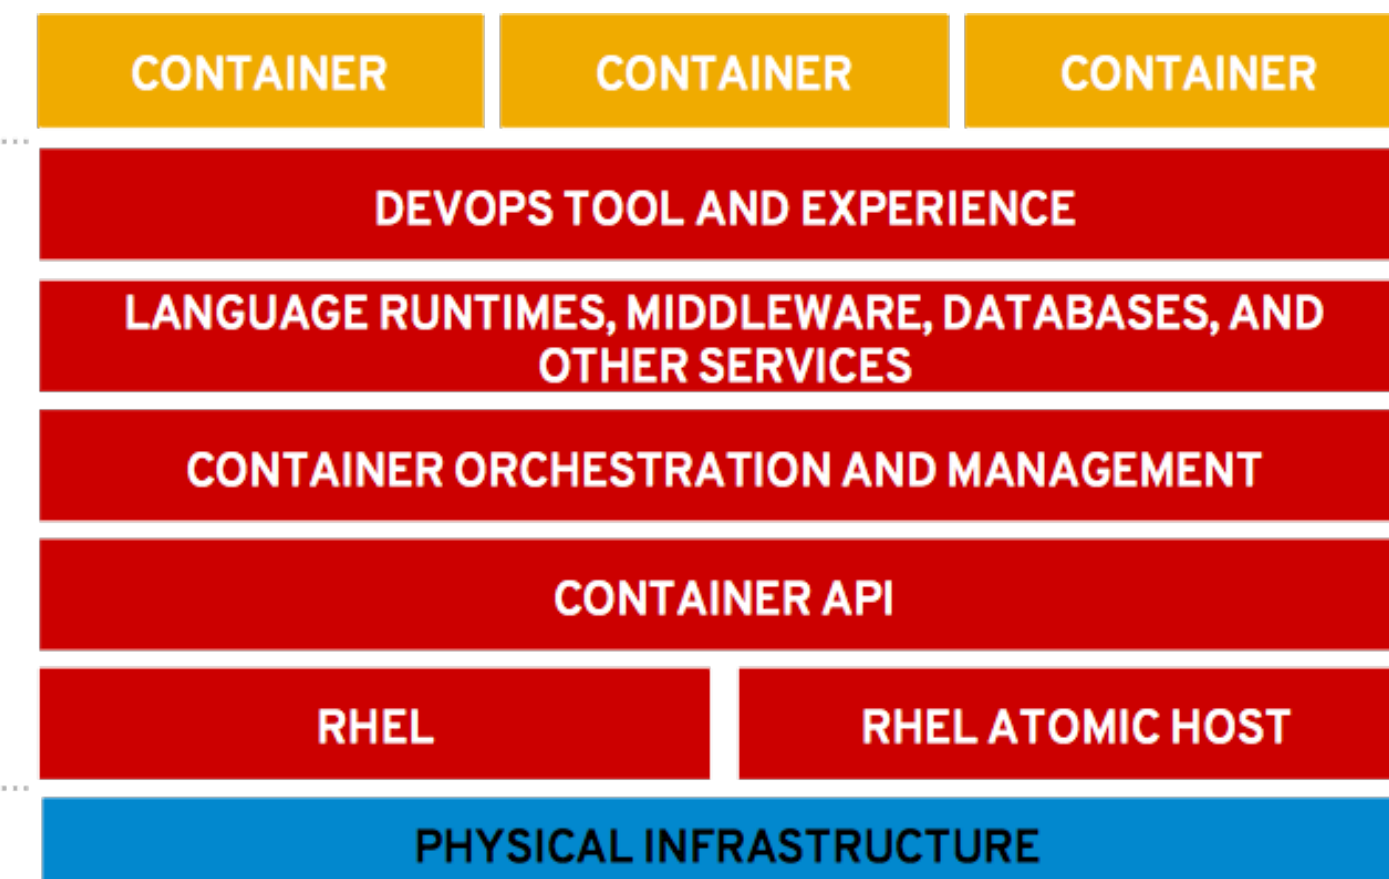 CONTAINER
CONTAINER
CONTAINER
DEVOPS TOOL AND EXPERIENCE
LANGUAGE RUNTIMES, MIDDLEWARE, DATABASES, AND
OTHER SERVICES
CONTAINER ORCHESTRATION AND MANAGEMENT
CONTAINER API
RHEL
RHEL ATOMIC HOST
PHYSICAL INFRASTRUCTURE